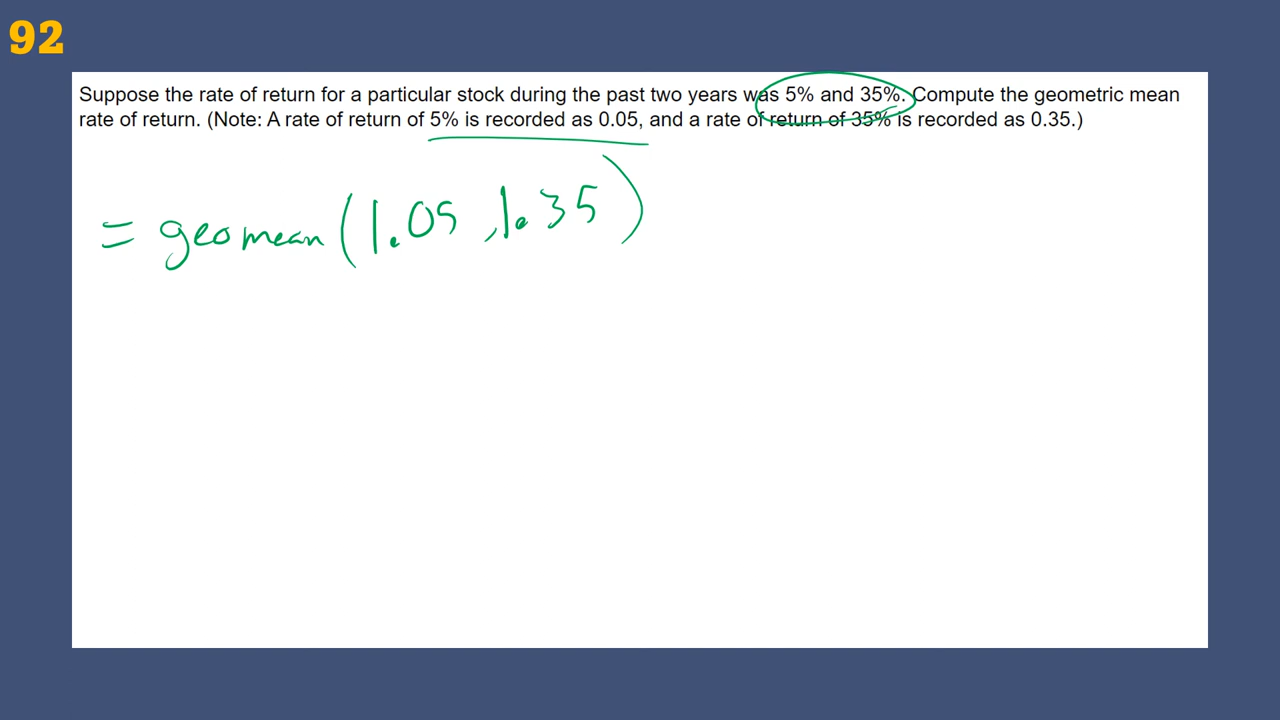 92
Suppose the rate of return for a particular stock during the past two years was 5% and 35%. Compute the geometric mean
rate of return. (Note: A rate of return of 5% is recorded as 0.05, and a rate of return of 35% is recorded as 0.35.)
= geomean (1.05 , 1.35)